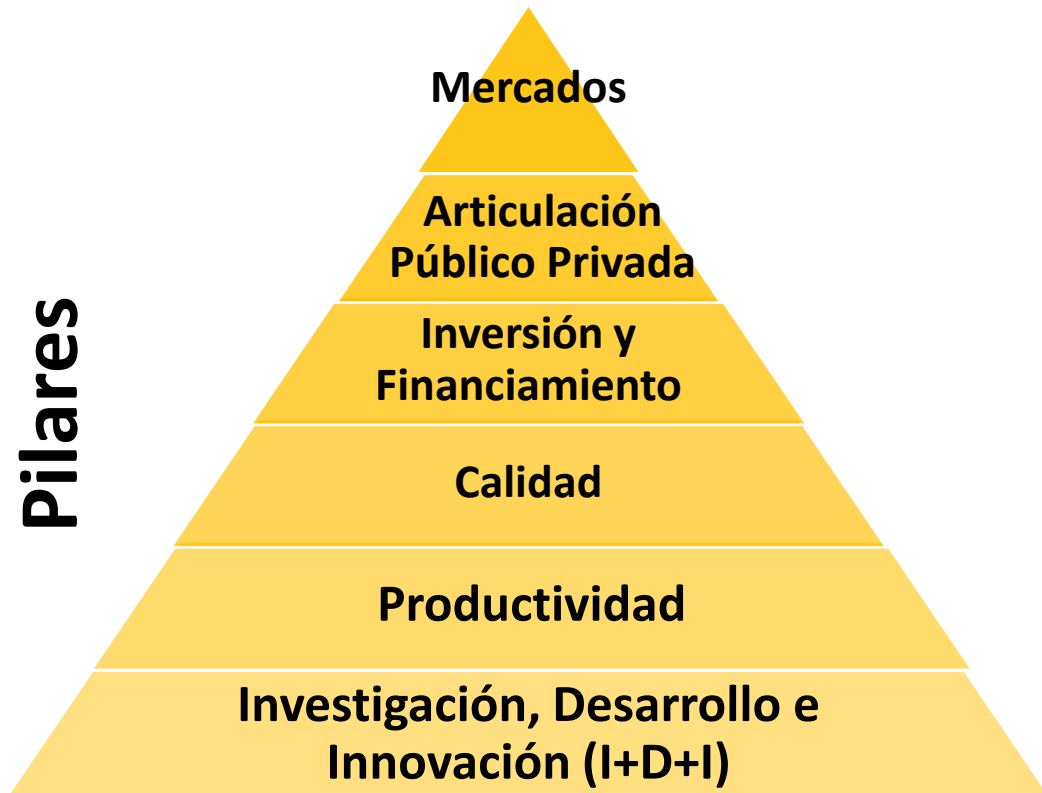 Pilares
Mercados
Articulación
Público Privada
Inversión y
Financiamiento
Calidad
Productividad
Investigación, Desarrollo e
Innovación (I+D+I)